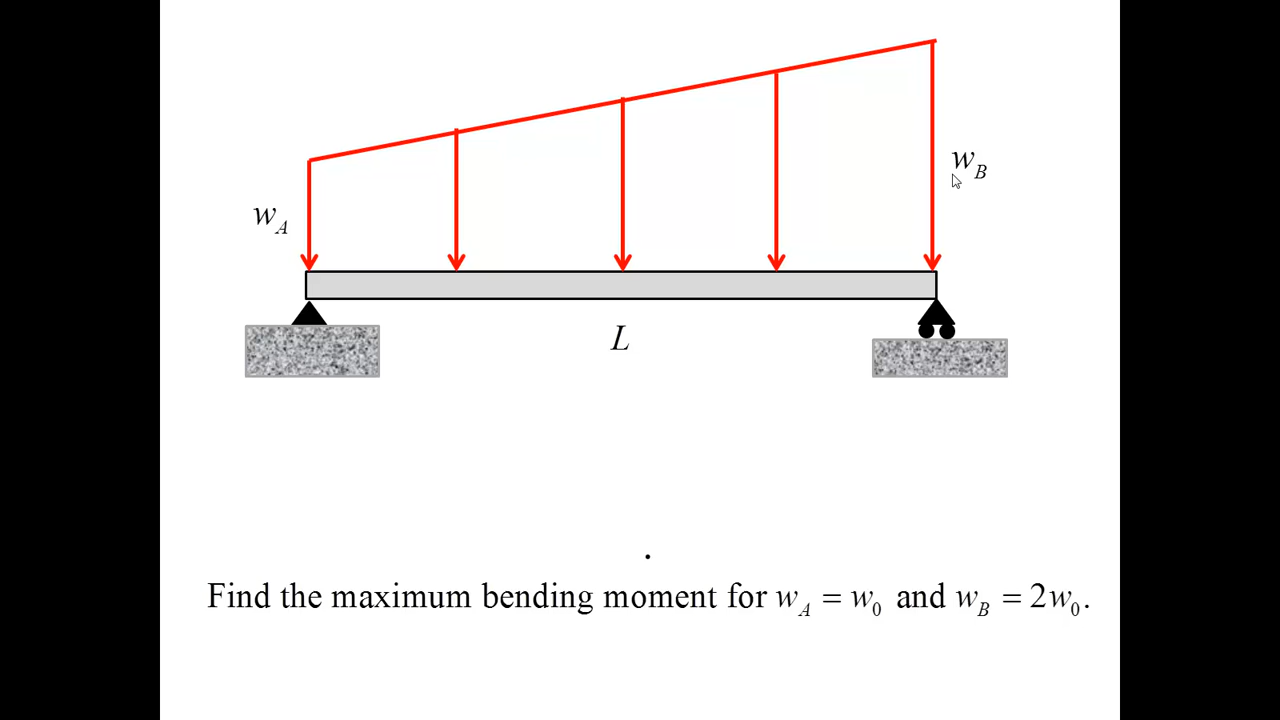 w_B
w_A
L
.
Find the maximum bending moment for w_A = w_0 and w_B = 2w_0.